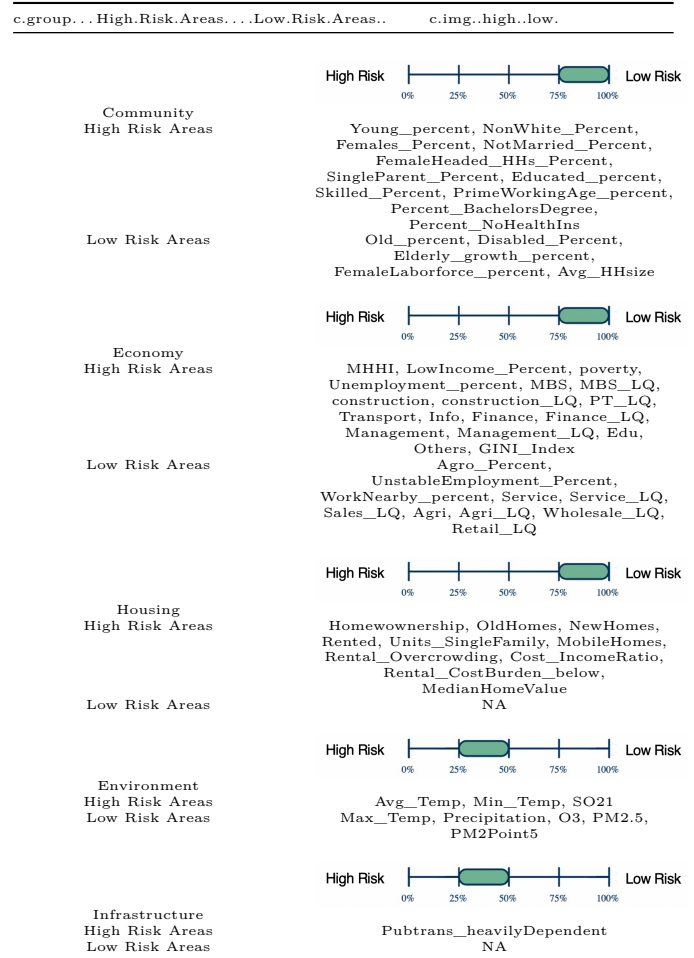 c.group...High.Risk.Areas....Low.Risk.Areas.. c.img..high..low.
High Risk Low Risk
0% 25% 50% 75% 100%
Community
High Risk Areas Young_percent, NonWhite_Percent,
Females_Percent, NotMarried_Percent,
FemaleHeaded_HHs_Percent,
SingleParent_Percent, Educated_percent,
Skilled_Percent, PrimeWorkingAge_percent,
Percent_BachelorsDegree,
Percent_NoHealthIns
Low Risk Areas Old_percent, Disabled_Percent,
Elderly_growth_percent,
FemaleLaborforce_percent, Avg_HHsize
High Risk Low Risk
0% 25% 50% 75% 100%
Economy
High Risk Areas MHHI, LowIncome_Percent, poverty,
Unemployment_percent, MBS, MBS_LQ,
construction, construction_LQ, PT_LQ,
Transport, Info, Finance, Finance_LQ,
Management, Management_LQ, Edu,
Others, GINI_Index
Low Risk Areas Agro_Percent,
UnstableEmployment_Percent,
WorkNearby_percent, Service, Service_LQ,
Sales_LQ, Agri, Agri_LQ, Wholesale_LQ,
Retail_LQ
High Risk Low Risk
0% 25% 50% 75% 100%
Housing
High Risk Areas Homewownership, OldHomes, NewHomes,
Rented, Units_SingleFamily, MobileHomes,
Rental_Overcrowding, Cost_IncomeRatio,
Rental_CostBurden_below,
MedianHomeValue
Low Risk Areas NA
High Risk Low Risk
0% 25% 50% 75% 100%
Environment
High Risk Areas Avg_Temp, Min_Temp, SO21
Low Risk Areas Max_Temp, Precipitation, O3, PM2.5,
PM2Point5
High Risk Low Risk
0% 25% 50% 75% 100%
Infrastructure
High Risk Areas Pubtrans_heavilyDependent
Low Risk Areas NA